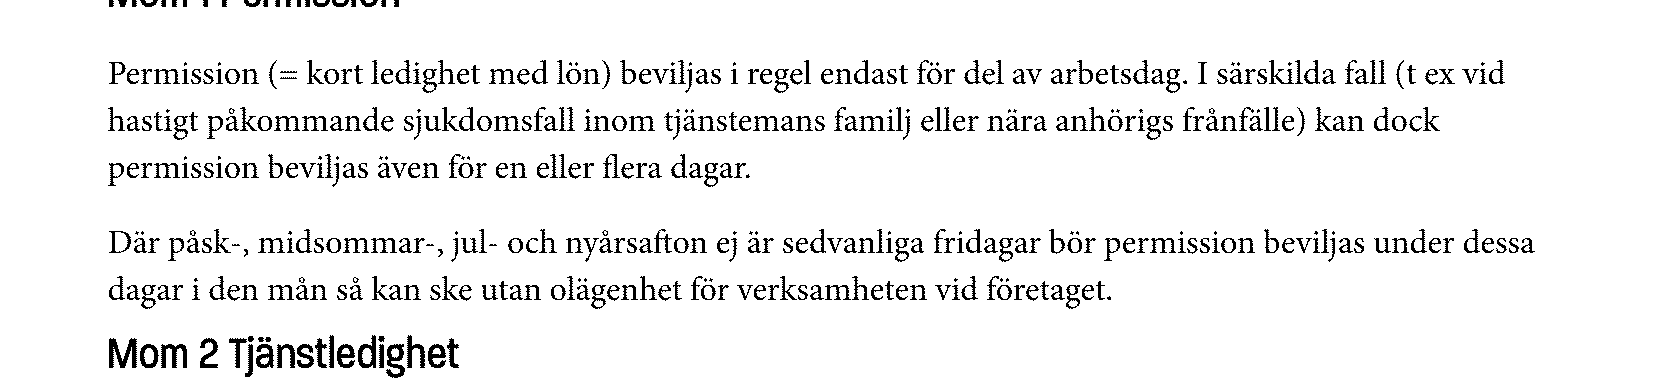 Mom 1 Permission
Permission (= kort ledighet med lön) beviljas i regel endast för del av arbetsdag. I särskilda fall (t ex vid
hastigt påkommande sjukdomsfall inom tjänstemans familj eller nära anhörigs frånfälle) kan dock
permission beviljas även för en eller flera dagar.
Där påsk-, midsommar-, jul- och nyårsafton ej är sedvanliga fridagar bör permission beviljas under dessa
dagar i den mån så kan ske utan olägenhet för verksamheten vid företaget.
Mom 2 Tjänstledighet